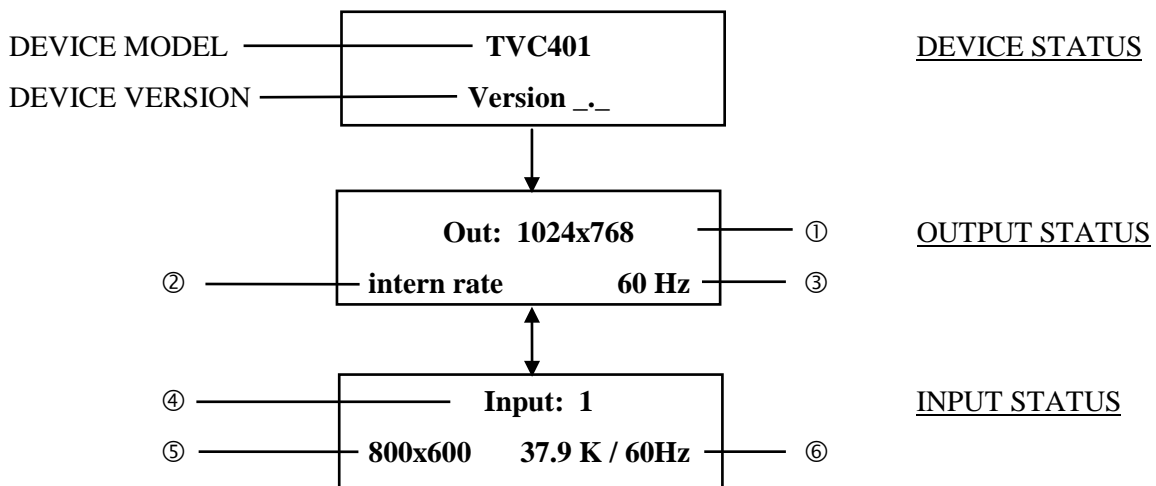 DEVICE MODEL TVC401 DEVICE STATUS
DEVICE VERSION Version _._
Out: 1024x768 ① OUTPUT STATUS
② intern rate 60 Hz ③
④ Input: 1 INPUT STATUS
⑤ 800x600 37.9 K / 60Hz ⑥